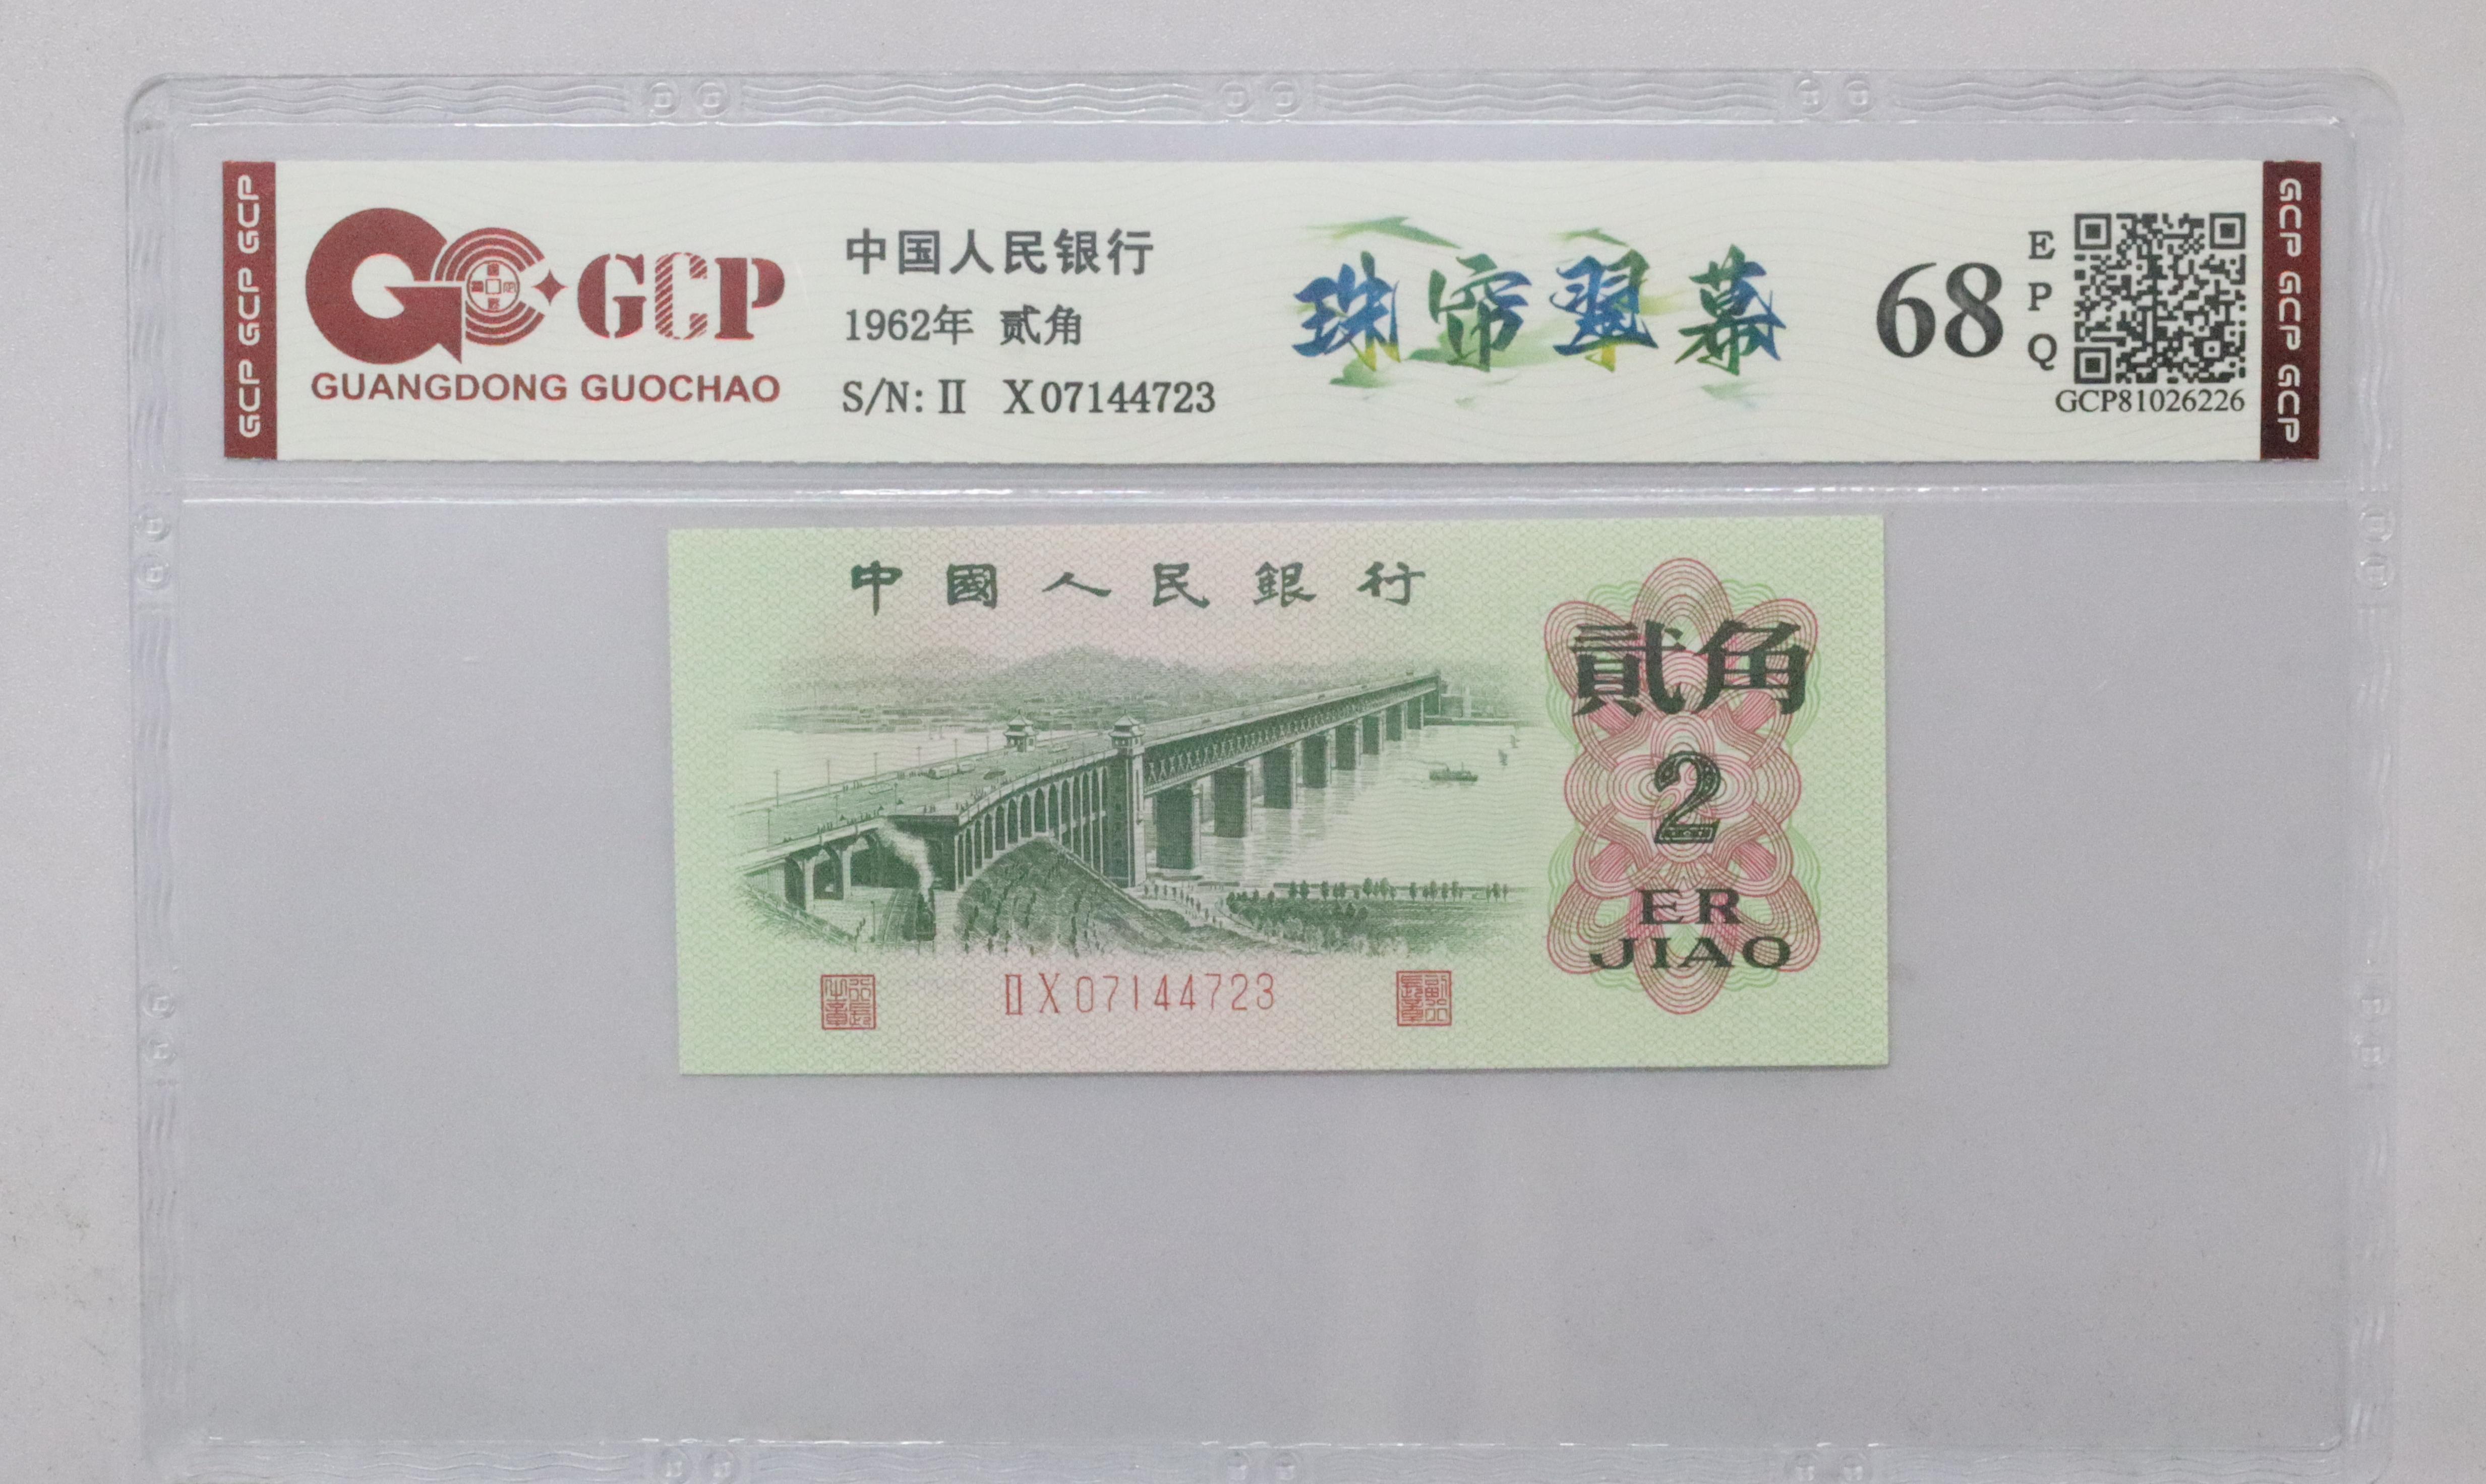 GCP GCP GCP
GCP
GUANGDONG GUOCHAO
中国人民银行
1962年 贰角
S/N: II X07144723
珠帘翠幕
68
EPQ
GCP81026226
GCP GCP GCP
中國人民銀行
貳角
2
ER
JIAO
IIX07144723